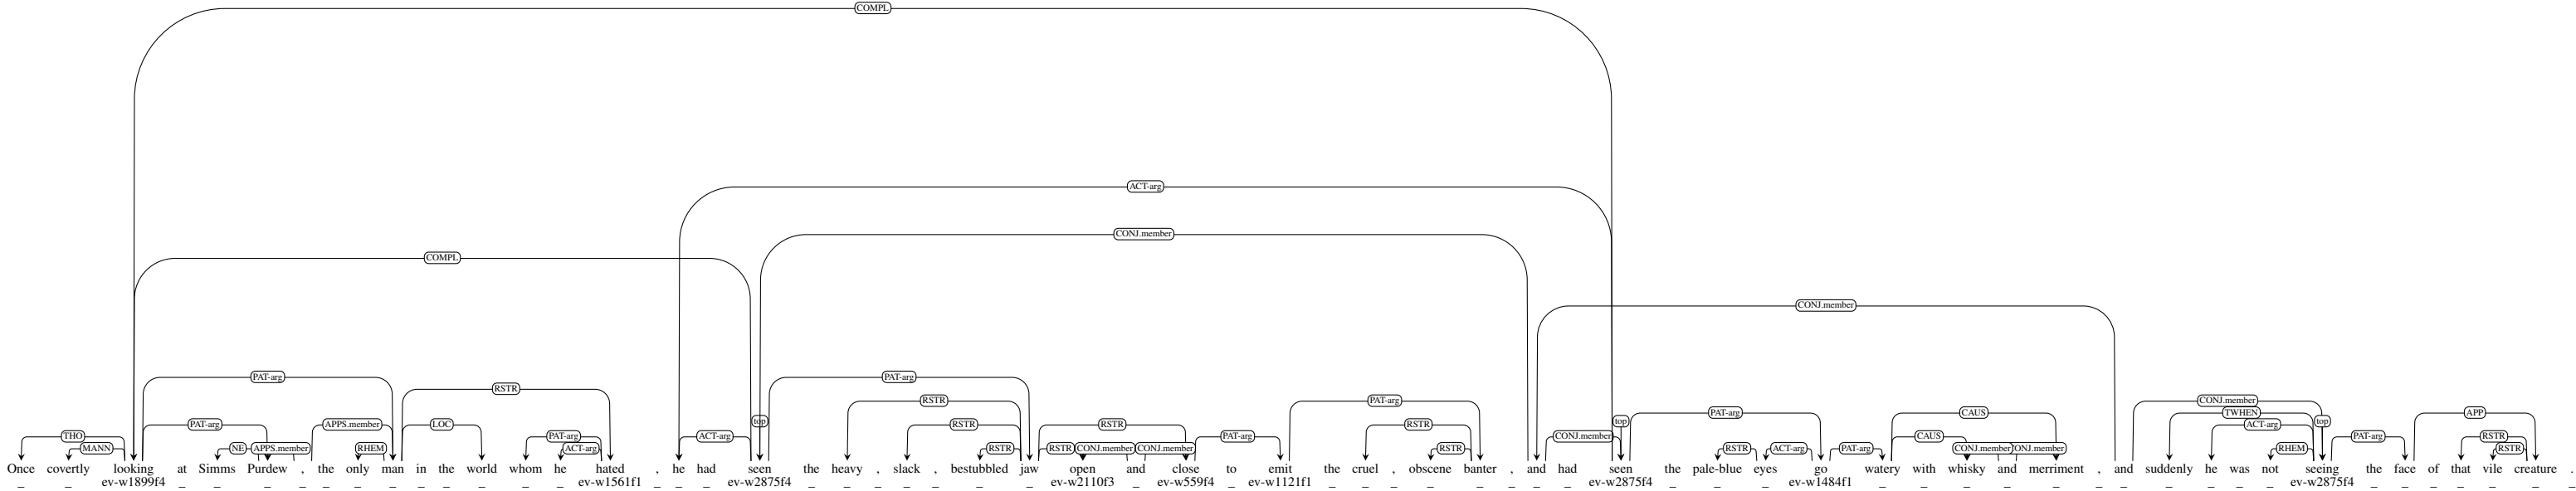 COMPL
ACT-arg
CONJ.member
COMPL
CONJ.member
PAT-arg PAT-arg
RSTR
RSTR PAT-arg CONJ.member
PAT-arg APPS.member LOC top RSTR RSTR RSTR top PAT-arg CAUS TWHEN APP
ACT-arg top
THO PAT-arg ACT-arg PAT-arg CONJ.member CAUS PAT-arg RSTR
MANN NE APPS.member RHEM ACT-arg RSTR RSTR CONJ.member CONJ.member RSTR RSTR ACT-arg PAT-arg CONJ.member ONJ.member RHEM RSTR
Once covertly looking at Simms Purdew , the only man in the world whom he hated , he had seen the heavy , slack , bestubbled jaw open and close to emit the cruel , obscene banter , and had seen the pale-blue eyes go watery with whisky and merriment , and suddenly he was not seeing the face of that vile creature .
_ _ ev-w1899f4 _ _ _ _ _ _ _ _ _ _ _ _ ev-w1561f1 _ _ _ ev-w2875f4 _ _ _ _ _ _ _ ev-w2110f3 _ ev-w559f4 _ ev-w1121f1 _ _ _ _ _ _ _ _ ev-w2875f4 _ _ _ ev-w1484f1 _ _ _ _ _ _ _ _ _ _ _ ev-w2875f4 _ _ _ _ _ _ _